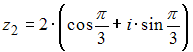 z₂ = 2 · (cos π/3 + i · sin π/3)